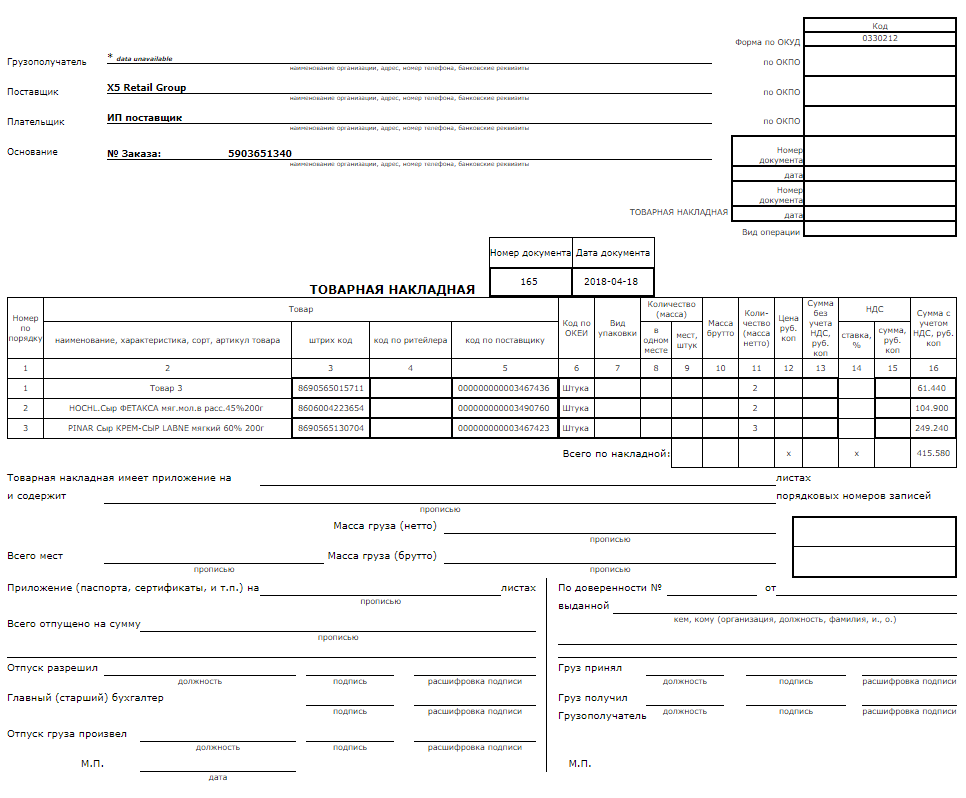 Код
Форма по ОКУД 0330212
Грузополучатель * data unavailable по ОКПО
наименование организации, адрес, номер телефона, банковские реквизиты
Поставщик X5 Retail Group по ОКПО
наименование организации, адрес, номер телефона, банковские реквизиты
Плательщик ИП поставщик по ОКПО
наименование организации, адрес, номер телефона, банковские реквизиты
Основание № Заказа: 5903651340
наименование организации, адрес, номер телефона, банковские реквизиты
Номер документа
дата
Номер документа
ТОВАРНАЯ НАКЛАДНАЯ дата
Вид операции
Номер документа Дата документа
ТОВАРНАЯ НАКЛАДНАЯ 165 2018-04-18
Номер по порядку Товар Код по ОКЕИ Вид упаковки Количество (масса) Масса брутто Коли-чество (масса нетто) Цена руб. коп Сумма без учета НДС, руб. коп НДС Сумма с учетом НДС, руб. коп
наименование, характеристика, сорт, артикул товара штрих код код по ритейлера код по поставщику в одном месте мест, штук ставка, % сумма, руб. коп
1 2 3 4 5 6 7 8 9 10 11 12 13 14 15 16
1 Товар 3 8690565015711 000000000003467436 Штука 2 61.440
2 HOCHL.Сыр ФЕТАКСА мяг.мол.в расс.45%200г 8606004223654 000000000003490760 Штука 2 104.900
3 PINAR Сыр КРЕМ-СЫР LABNE мягкий 60% 200г 8690565130704 000000000003467423 Штука 3 249.240
Всего по накладной: x x 415.580
Товарная накладная имеет приложение на листах
и содержит порядковых номеров записей
прописью
Масса груза (нетто)
прописью
Всего мест Масса груза (брутто)
прописью прописью
Приложение (паспорта, сертификаты, и т.п.) на листах По доверенности № от
прописью
выданной
кем, кому (организация, должность, фамилия, и., о.)
Всего отпущено на сумму
прописью
Отпуск разрешил Груз принял
должность подпись расшифровка подписи должность подпись расшифровка подписи
Главный (старший) бухгалтер Груз получил
подпись расшифровка подписи должность подпись расшифровка подписи
Грузополучатель
Отпуск груза произвел
должность подпись расшифровка подписи
М.П. М.П.
дата